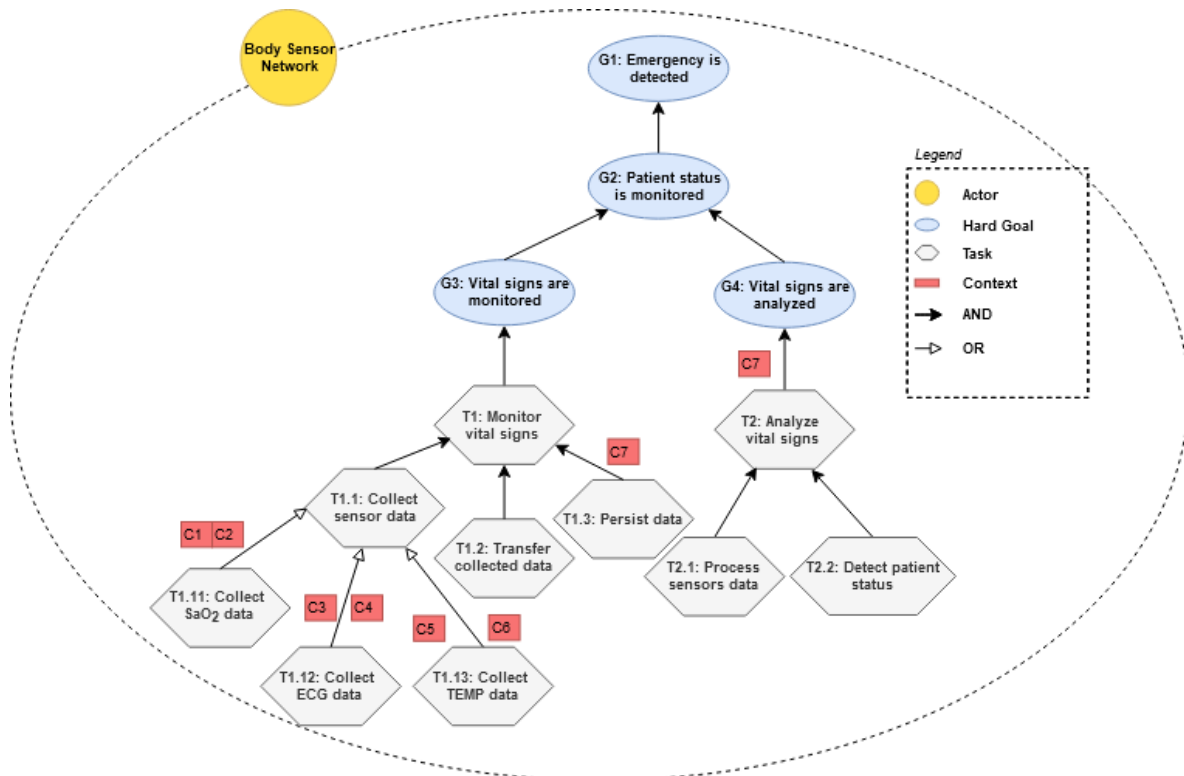 Body Sensor
Network
G1: Emergency is
detected
G2: Patient status
is monitored
Legend
Actor
Hard Goal
Task
Context
AND
OR
G3: Vital signs are
monitored
G4: Vital signs are
analyzed
C7
T1: Monitor
vital signs
T2: Analyze
vital signs
C7
T1.1: Collect
sensor data
T1.3: Persist data
C1 C2
T1.2: Transfer
collected data
T2.1: Process
sensors data
T2.2: Detect patient
status
T1.11: Collect
SaO₂ data
C3 C4
C5 C6
T1.12: Collect
ECG data
T1.13: Collect
TEMP data